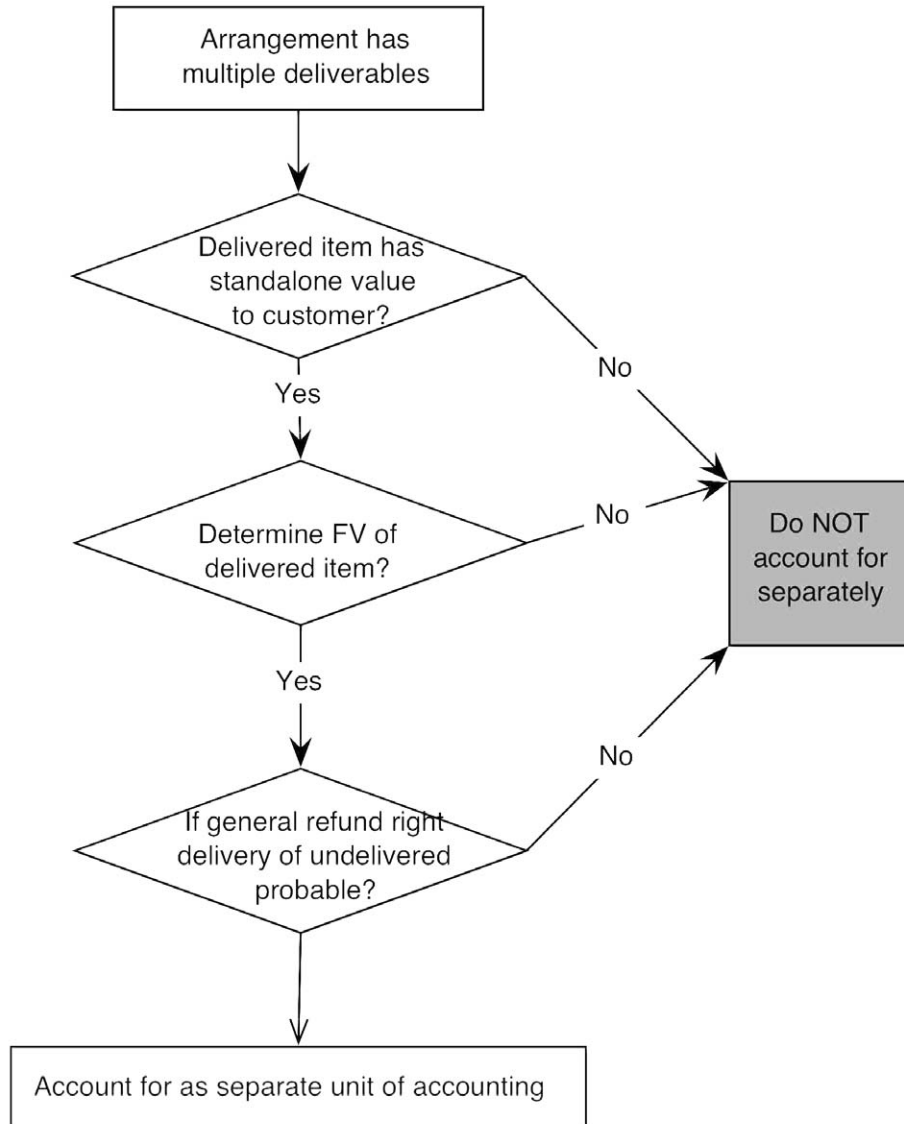 Arrangement has
multiple deliverables
Delivered item has
standalone value
to customer?
No
Yes
Determine FV of
delivered item?
No
Do NOT
account for
separately
Yes
If general refund right
delivery of undelivered
probable?
No
Account for as separate unit of accounting